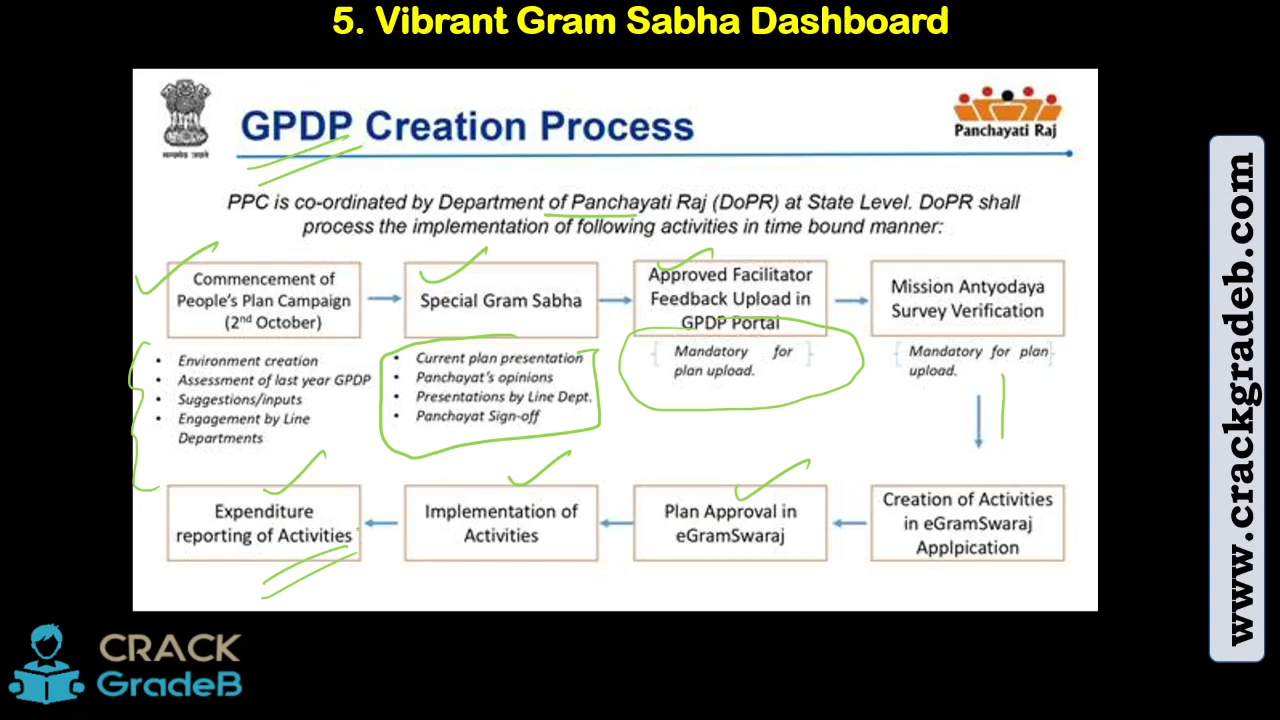 5. Vibrant Gram Sabha Dashboard
GPDP Creation Process
Panchayati Raj
PPC is co-ordinated by Department of Panchayati Raj (DoPR) at State Level. DoPR shall
process the implementation of following activities in time bound manner:
Commencement of
People's Plan Campaign
(2nd October)
• Environment creation
• Assessment of last year GPDP
• Suggestions/inputs
• Engagement by Line
Departments
Special Gram Sabha
• Current plan presentation
• Panchayat's opinions
• Presentations by Line Dept.
• Panchayat Sign-off
Approved Facilitator
Feedback Upload in
GPDP Portal
Mandatory for
plan upload.
Mission Antyodaya
Survey Verification
Mandatory for plan
upload.
Creation of Activities
in eGramSwaraj
Applpication
Plan Approval in
eGramSwaraj
Implementation of
Activities
Expenditure
reporting of Activities
CRACK
GradeB
www.crackgradeb.com